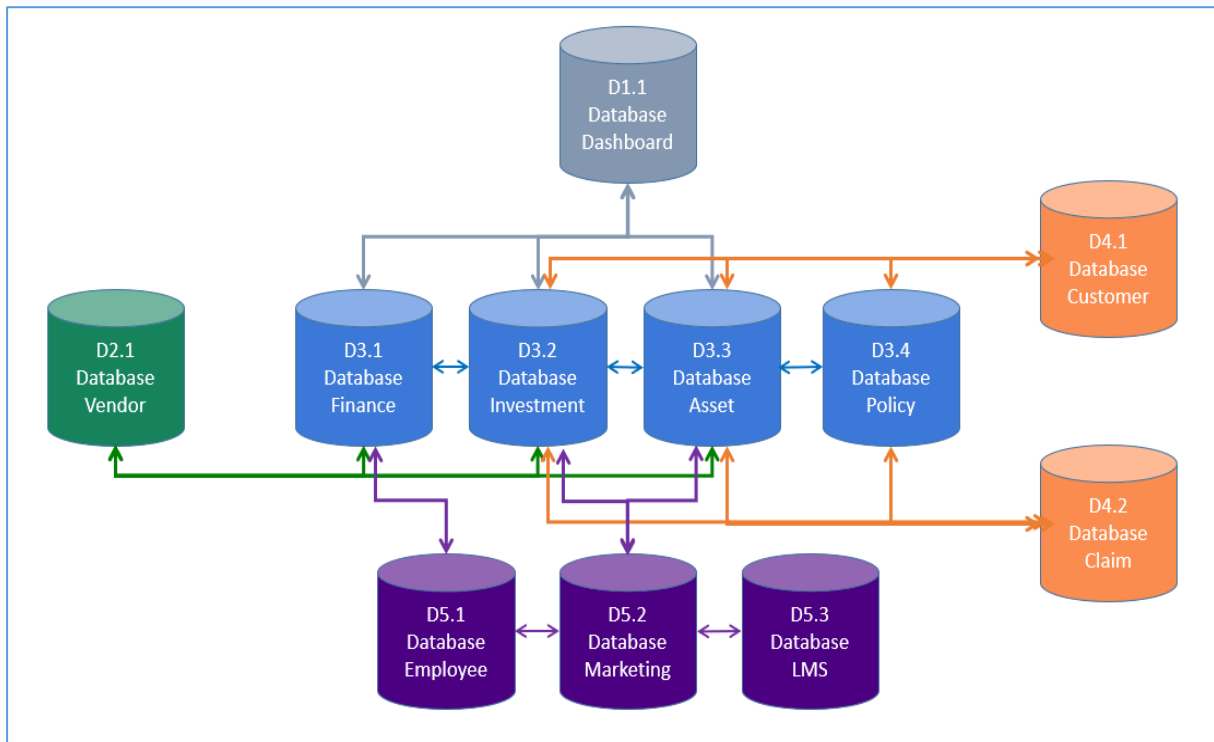 D1.1
Database
Dashboard
D4.1
Database
Customer
D2.1
Database
Vendor
D3.1
Database
Finance
D3.2
Database
Investment
D3.3
Database
Asset
D3.4
Database
Policy
D4.2
Database
Claim
D5.1
Database
Employee
D5.2
Database
Marketing
D5.3
Database
LMS